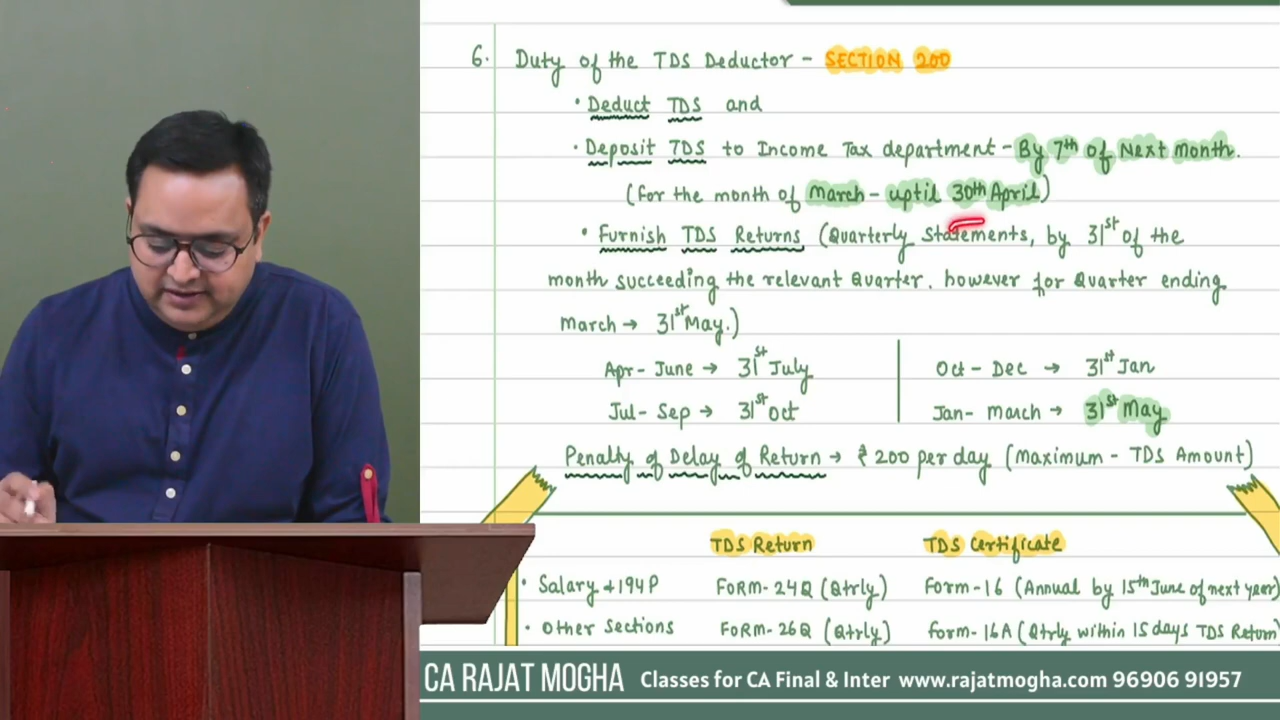 6. Duty of the TDS Deductor - SECTION 200
• Deduct TDS and
• Deposit TDS to Income Tax department - By 7th of Next month.
(For the month of March - uptil 30th April)
• Furnish TDS Returns (Quarterly Statements, by 31st of the
month succeeding the relevant Quarter. however for Quarter ending
March → 31st May.)
Apr - June → 31st July
Oct - Dec → 31st Jan
Jul - Sep → 31st Oct
Jan - March → 31st May
Penalty of Delay of Return → ₹ 200 per day (Maximum - TDS Amount)
TDS Return TDS Certificate
• Salary + 194P FORM - 24Q (Qtrly) Form - 16 (Annual by 15th June of next year)
• Other Sections FORM - 26Q (Qtrly) Form - 16A (Qtrly within 15 days TDS Return)
CA RAJAT MOGHA Classes for CA Final & Inter www.rajatmogha.com 96906 91957